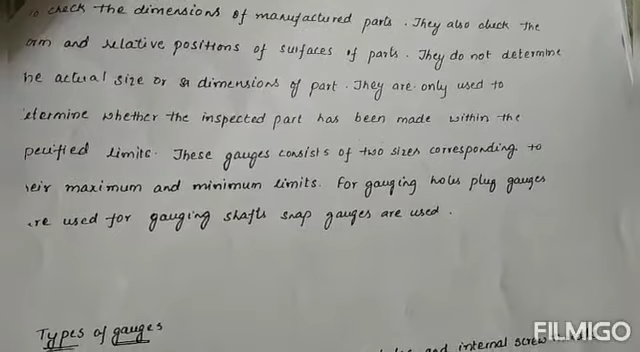 to check the dimensions of manufactured parts. They also check the
orm and relative positions of surfaces of parts. They do not determine
he actual size or dimensions of part. They are only used to
etermine whether the inspected part has been made within the
pecified limits. These gauges consists of two sizes corresponding to
heir maximum and minimum limits. For gauging holes plug gauges
are used for gauging shafts snap gauges are used.
Types of gauges
and internal screw
FILMIGO